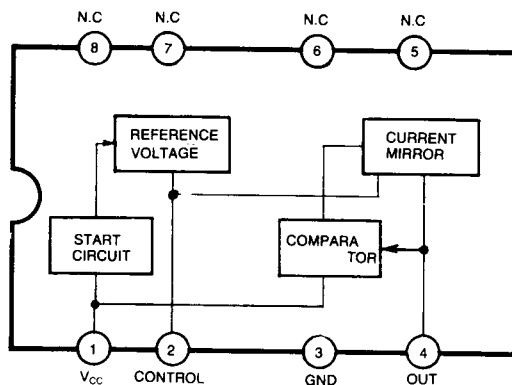 N.C N.C N.C N.C
8 7 6 5
REFERENCE
VOLTAGE
CURRENT
MIRROR
START
CIRCUIT
COMPARA
TOR
1 2 3 4
VCC CONTROL GND OUT